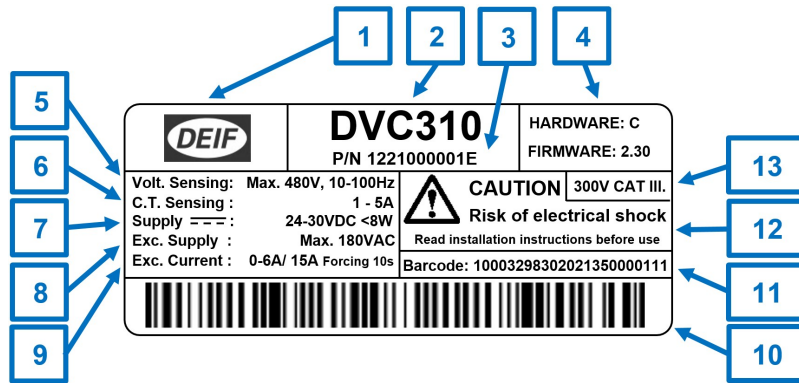 1
2
3
4
5
6
7
8
9
13
12
11
10
DEIF
DVC310
P/N 1221000001E
HARDWARE: C
FIRMWARE: 2.30
Volt. Sensing: Max. 480V, 10-100Hz
C.T. Sensing : 1 - 5A
Supply ⎓ : 24-30VDC <8W
Exc. Supply : Max. 180VAC
Exc. Current : 0-6A/ 15A Forcing 10s
CAUTION
300V CAT III.
Risk of electrical shock
Read installation instructions before use
Barcode: 10003298302021350000111